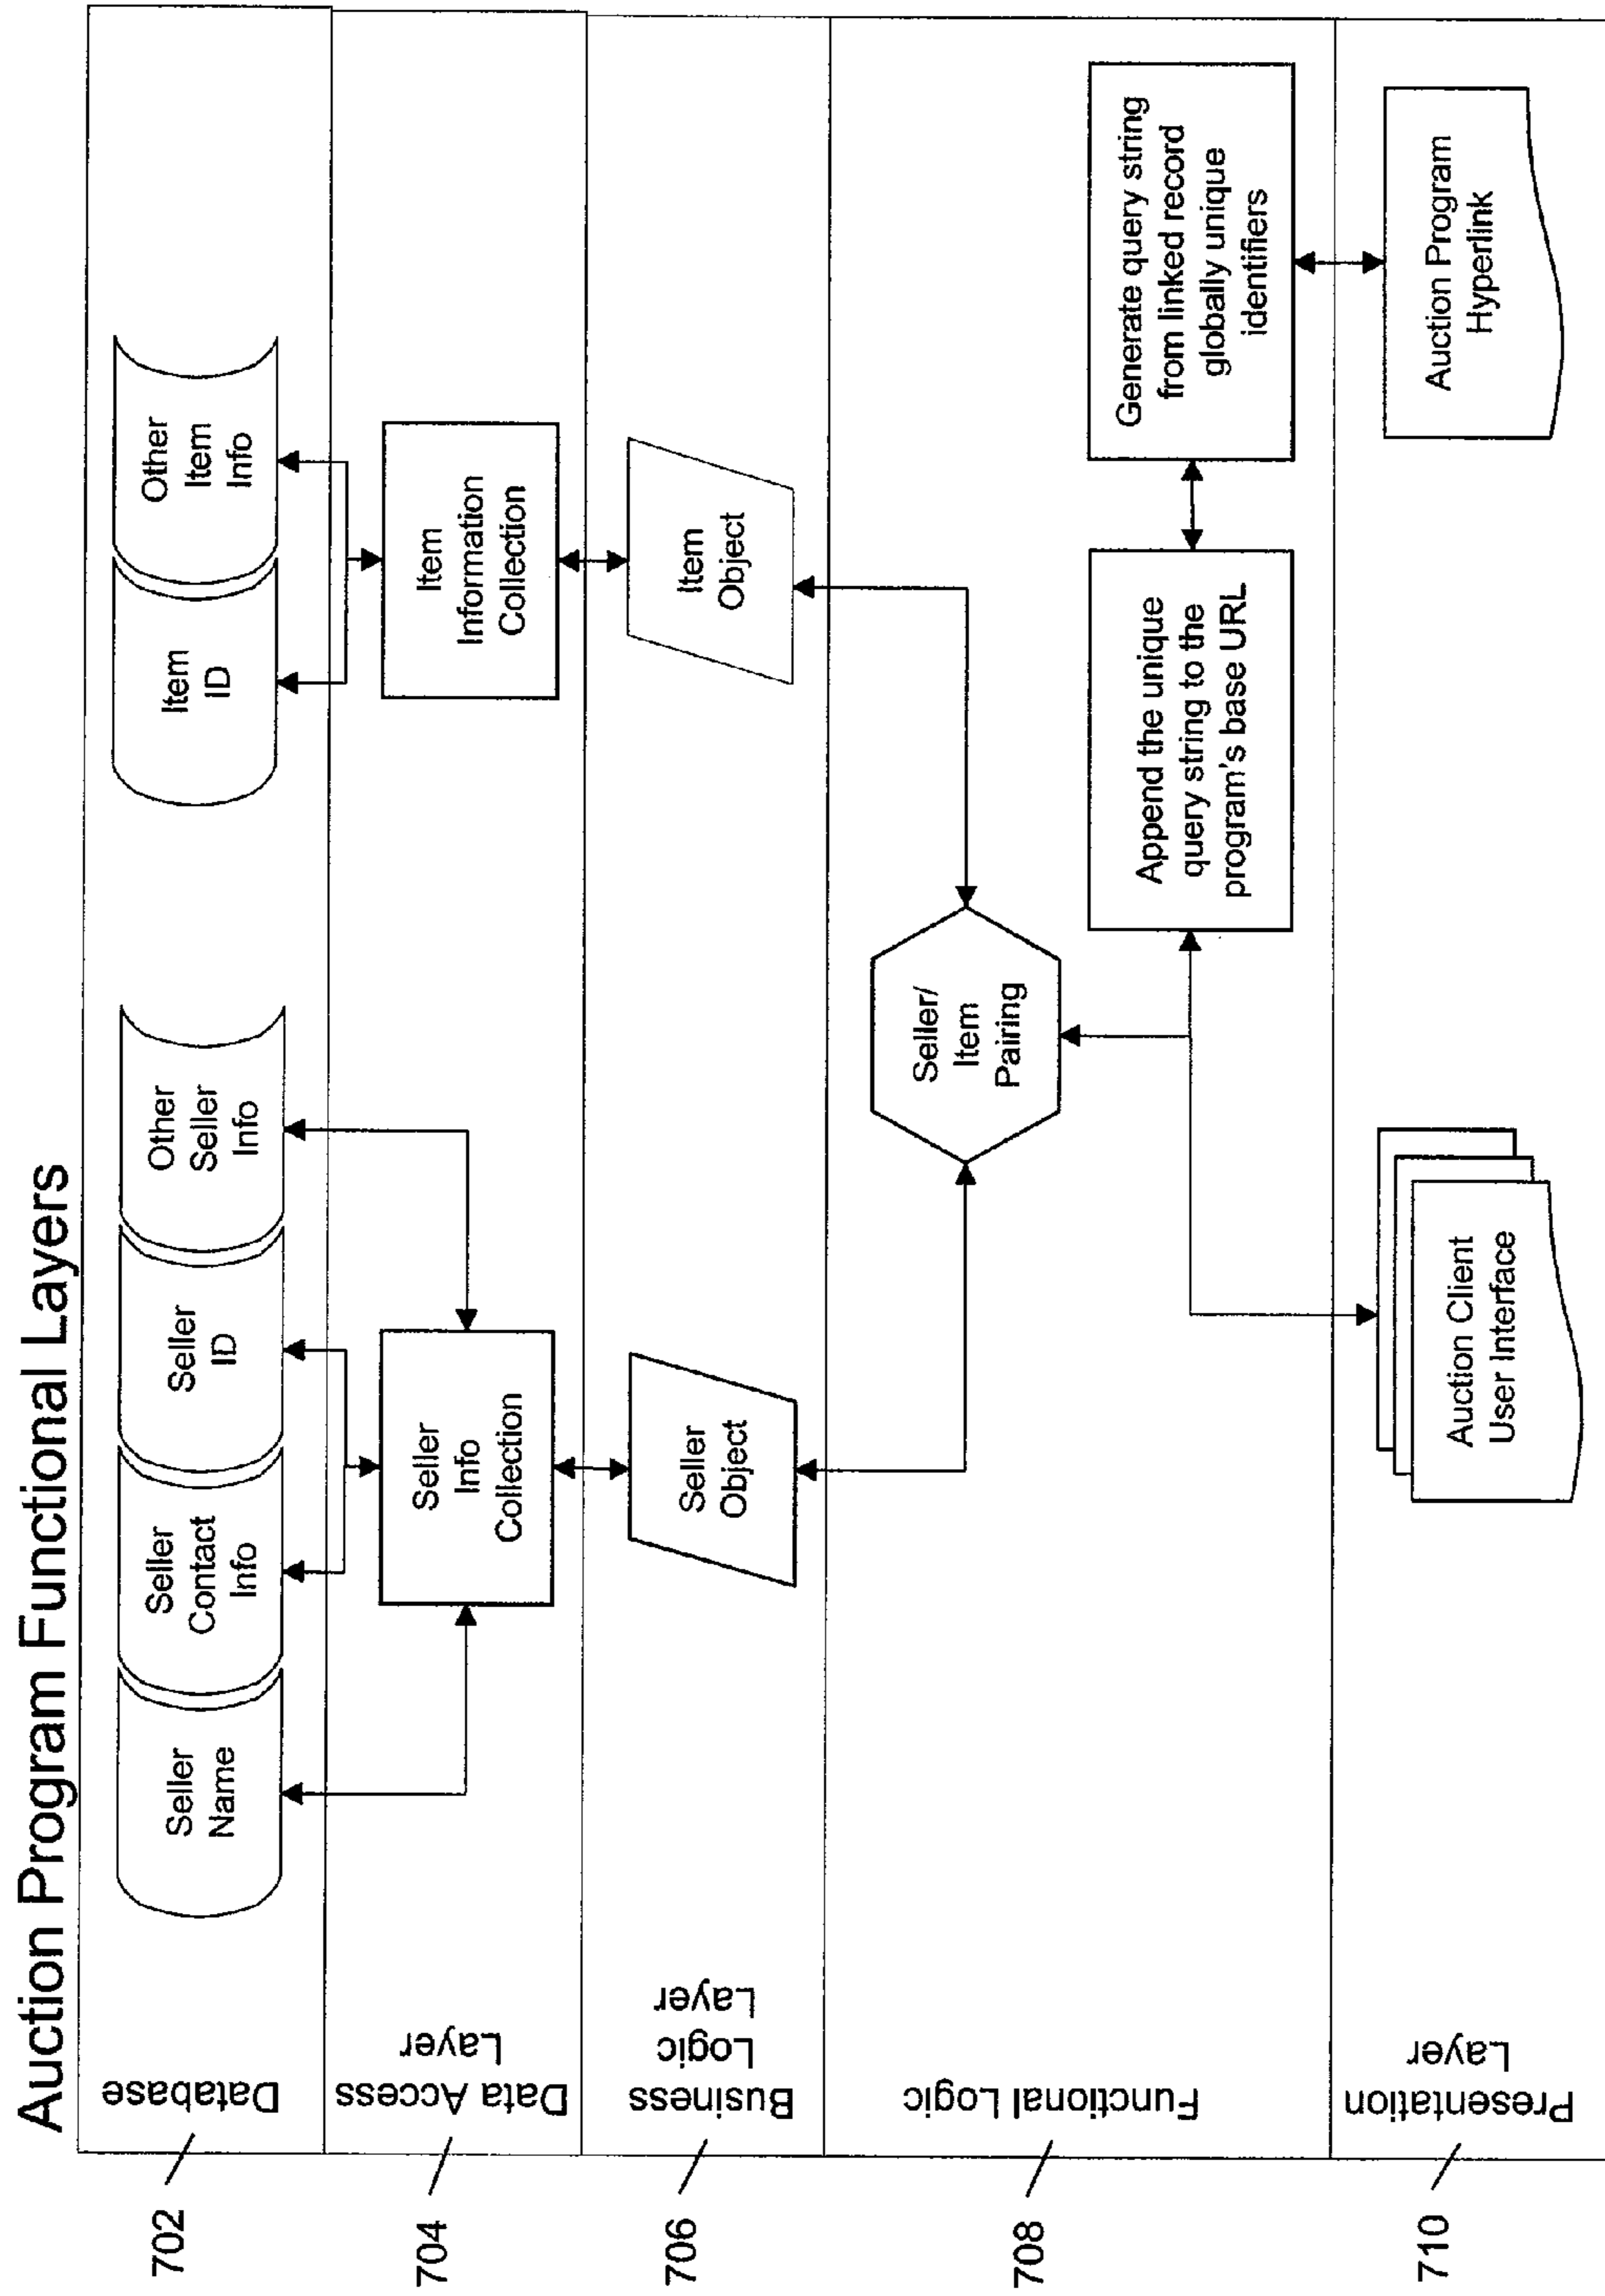 Auction Program Functional Layers
702
Database
Seller
Name
Seller
Contact
Info
Seller
ID
Other
Seller
Info
Item
ID
Other
Item
Info
704
Data Access
Layer
Seller
Info
Collection
Item
Information
Collection
706
Business
Logic
Layer
Seller
Object
Item
Object
708
Functional Logic
Seller/
Item
Pairing
Append the unique
query string to the
program's base URL
Generate query string
from linked record
globally unique
identifiers
710
Presentation
Layer
Auction Client
User Interface
Auction Program
Hyperlink